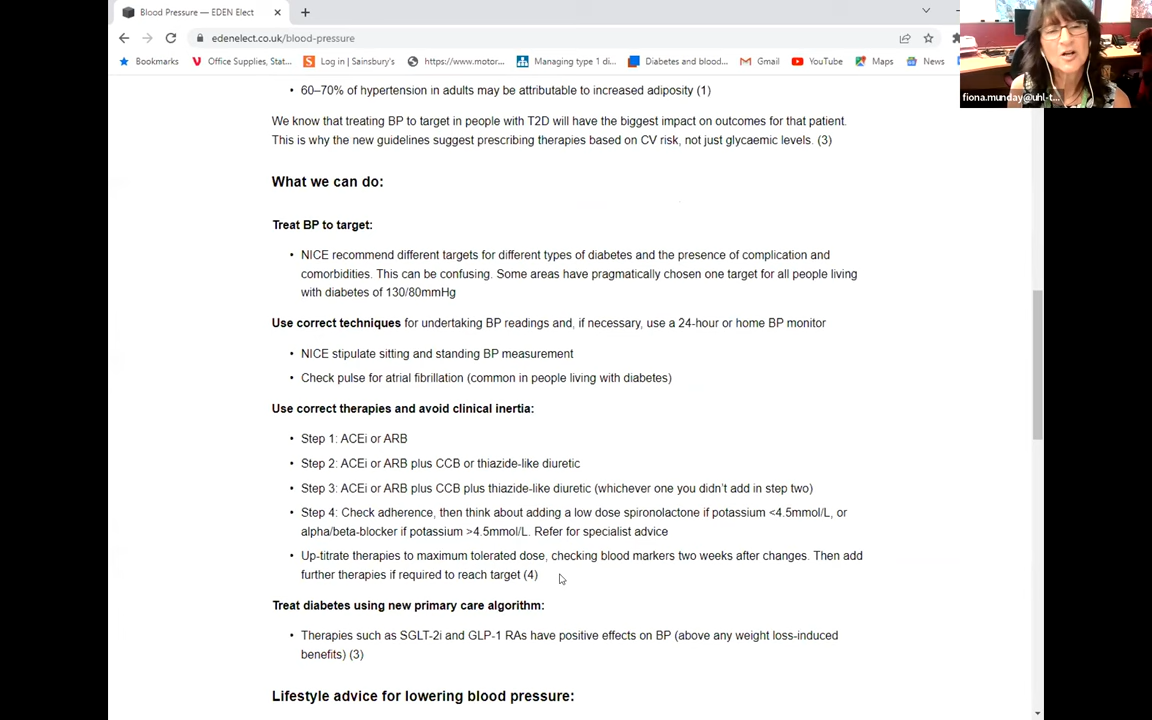 Blood Pressure — EDEN Elect
edenelect.co.uk/blood-pressure
Bookmarks Office Supplies, Stat... Log in | Sainsbury's https://www.motor... Managing type 1 di... Diabetes and blood... Gmail YouTube Maps News
fiona.munday@uhl-t...
• 60–70% of hypertension in adults may be attributable to increased adiposity (1)
We know that treating BP to target in people with T2D will have the biggest impact on outcomes for that patient.
This is why the new guidelines suggest prescribing therapies based on CV risk, not just glycaemic levels. (3)
What we can do:
Treat BP to target:
• NICE recommend different targets for different types of diabetes and the presence of complication and
comorbidities. This can be confusing. Some areas have pragmatically chosen one target for all people living
with diabetes of 130/80mmHg
Use correct techniques for undertaking BP readings and, if necessary, use a 24-hour or home BP monitor
• NICE stipulate sitting and standing BP measurement
• Check pulse for atrial fibrillation (common in people living with diabetes)
Use correct therapies and avoid clinical inertia:
• Step 1: ACEi or ARB
• Step 2: ACEi or ARB plus CCB or thiazide-like diuretic
• Step 3: ACEi or ARB plus CCB plus thiazide-like diuretic (whichever one you didn't add in step two)
• Step 4: Check adherence, then think about adding a low dose spironolactone if potassium <4.5mmol/L, or
alpha/beta-blocker if potassium >4.5mmol/L. Refer for specialist advice
• Up-titrate therapies to maximum tolerated dose, checking blood markers two weeks after changes. Then add
further therapies if required to reach target (4)
Treat diabetes using new primary care algorithm:
• Therapies such as SGLT-2i and GLP-1 RAs have positive effects on BP (above any weight loss-induced
benefits) (3)
Lifestyle advice for lowering blood pressure: